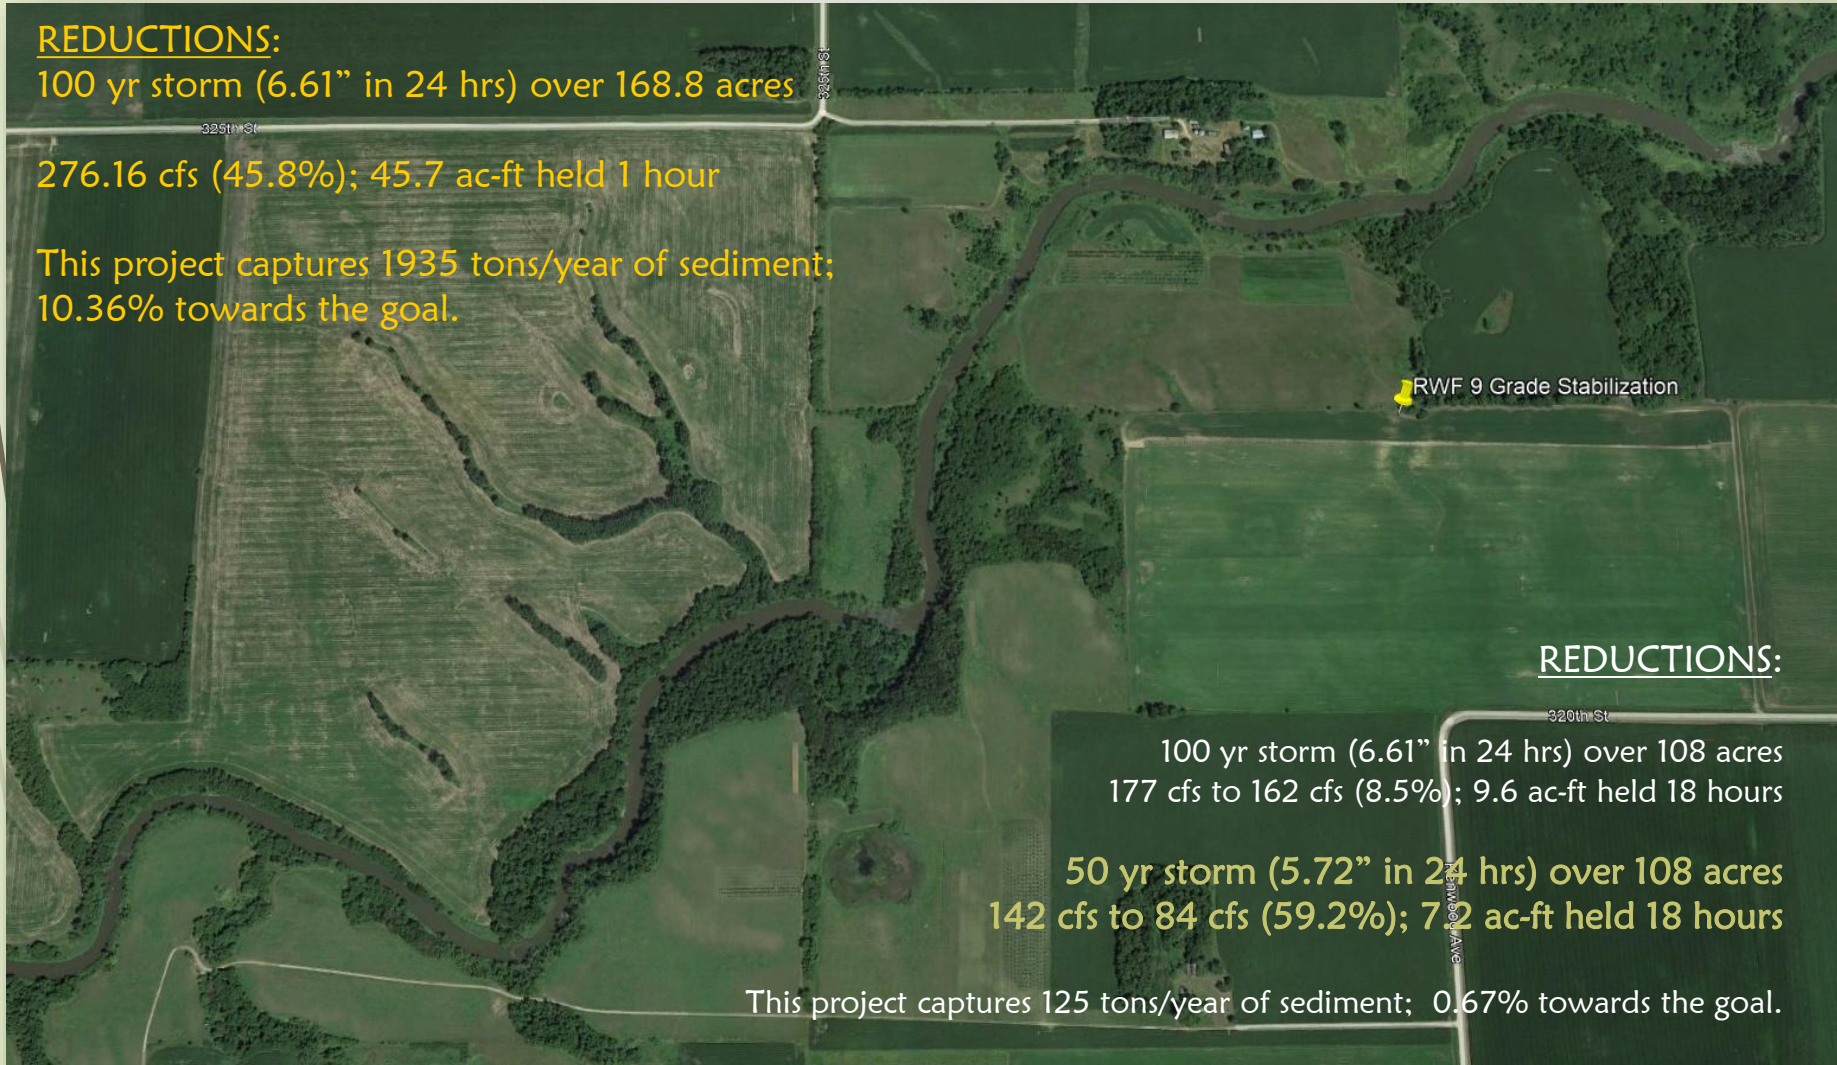 REDUCTIONS:
100 yr storm (6.61” in 24 hrs) over 168.8 acres
325th St
325th St
276.16 cfs (45.8%); 45.7 ac-ft held 1 hour
This project captures 1935 tons/year of sediment;
10.36% towards the goal.
RWF 9 Grade Stabilization
REDUCTIONS:
320th St
100 yr storm (6.61” in 24 hrs) over 108 acres
177 cfs to 162 cfs (8.5%); 9.6 ac-ft held 18 hours
50 yr storm (5.72” in 24 hrs) over 108 acres
142 cfs to 84 cfs (59.2%); 7.2 ac-ft held 18 hours
Ave
This project captures 125 tons/year of sediment;  0.67% towards the goal.